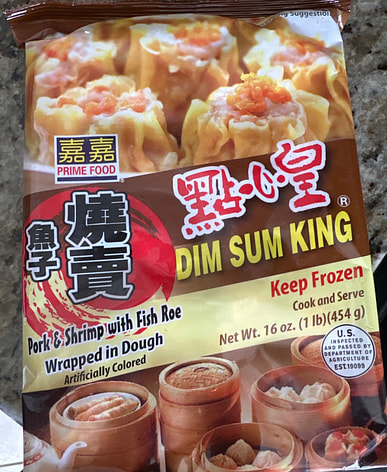 嘉嘉
PRIME FOOD
®
點心皇
®
DIM SUM KING
魚子
燒賣
Keep Frozen
Cook and Serve
Net Wt. 16 oz. (1 lb)(454 g)
Pork & Shrimp with Fish Roe
Wrapped in Dough
Artificially Colored
U.S.
INSPECTED
AND PASSED BY
DEPARTMENT OF
AGRICULTURE
EST.19099